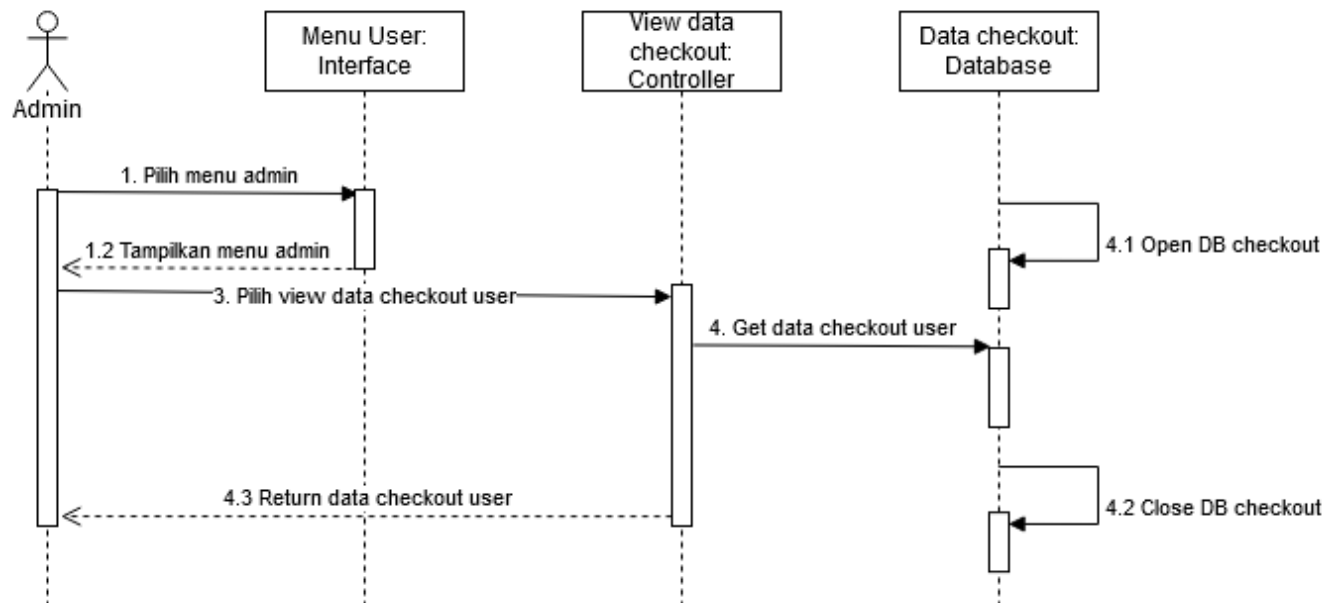 Menu User:
Interface
View data
checkout:
Controller
Data checkout:
Database
Admin
1. Pilih menu admin
1.2 Tampilkan menu admin
4.1 Open DB checkout
3. Pilih view data checkout user
4. Get data checkout user
4.3 Return data checkout user
4.2 Close DB checkout